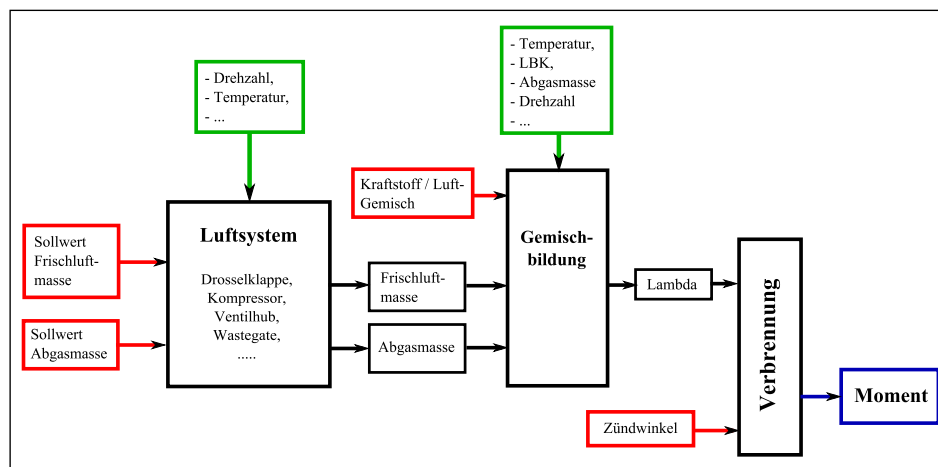 - Drehzahl,
- Temperatur,
- ...
- Temperatur,
- LBK,
- Abgasmasse
- Drehzahl
- ...
Kraftstoff / Luft-
Gemisch
Sollwert
Frischluft-
masse
Sollwert
Abgasmasse
Luftsystem
Drosselklappe,
Kompressor,
Ventilhub,
Wastegate,
.....
Frischluft-
masse
Abgasmasse
Gemisch-
bildung
Lambda
Verbrennung
Zündwinkel
Moment